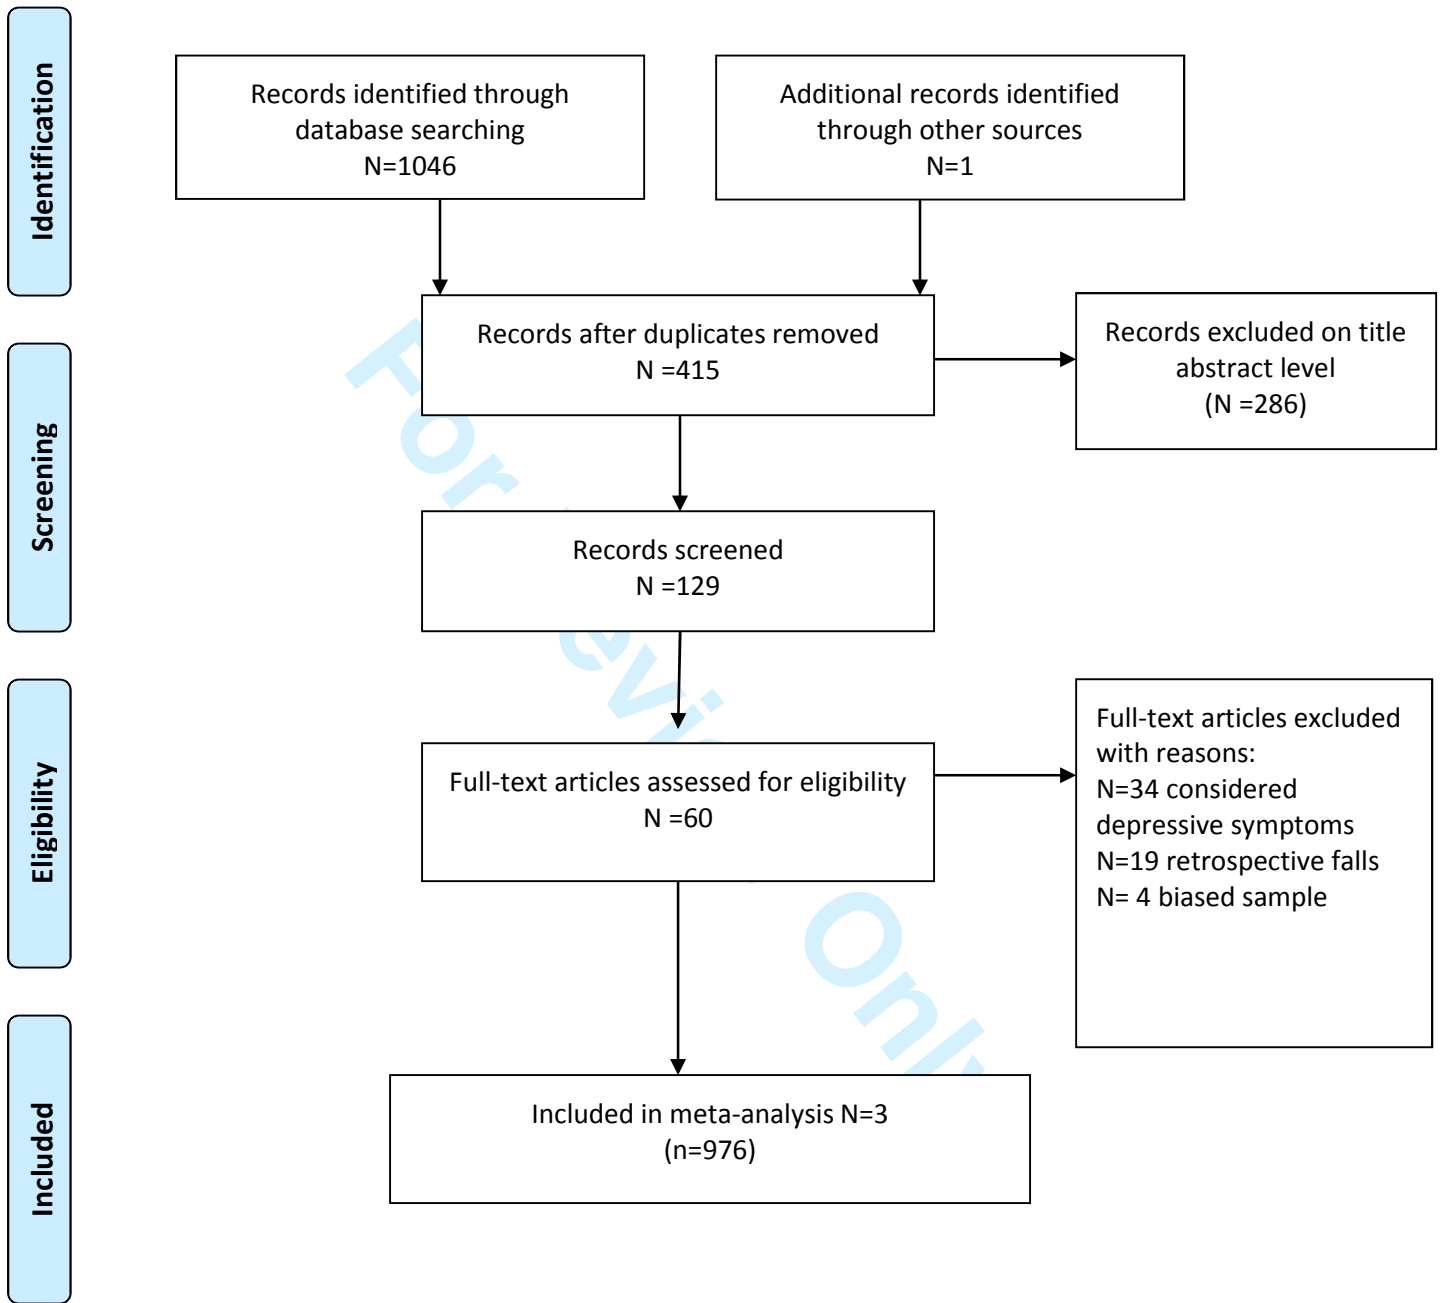 Identification
Records identified through
database searching
N=1046
Additional records identified
through other sources
N=1
Records after duplicates removed
N =415
Records excluded on title
abstract level
(N =286)
Screening
Records screened
N =129
Eligibility
Full-text articles assessed for eligibility
N =60
Full-text articles excluded
with reasons:
N=34 considered
depressive symptoms
N=19 retrospective falls
N= 4 biased sample
Included
Included in meta-analysis N=3
(n=976)
For
Only